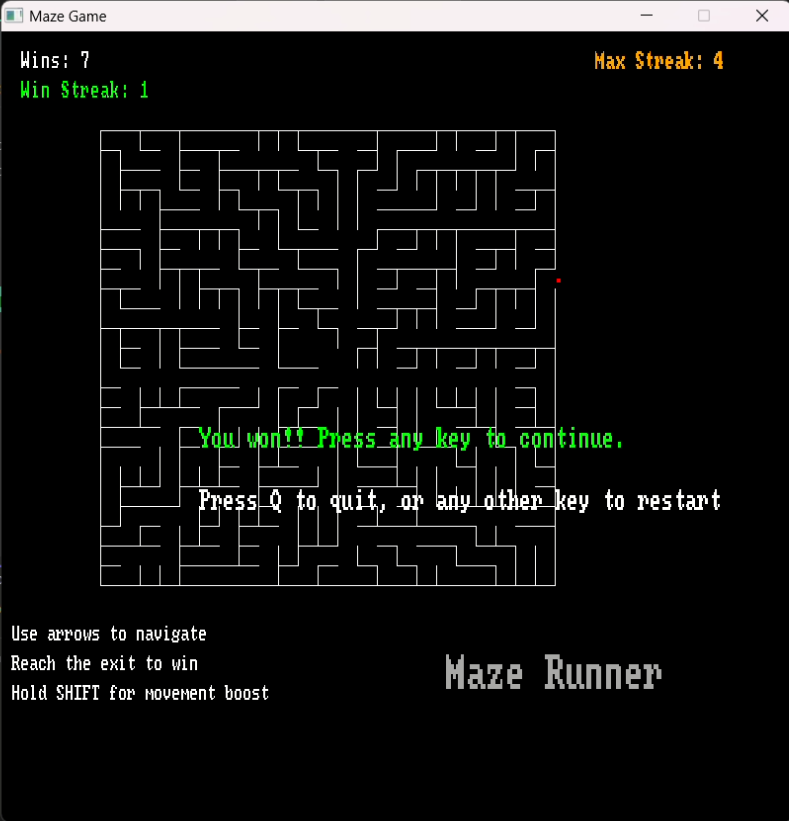 Maze Game
Wins: 7
Max Streak: 4
Win Streak: 1
You won!! Press any key to continue.
Press Q to quit, or any other key to restart
Use arrows to navigate
Reach the exit to win
Hold SHIFT for movement boost
Maze Runner